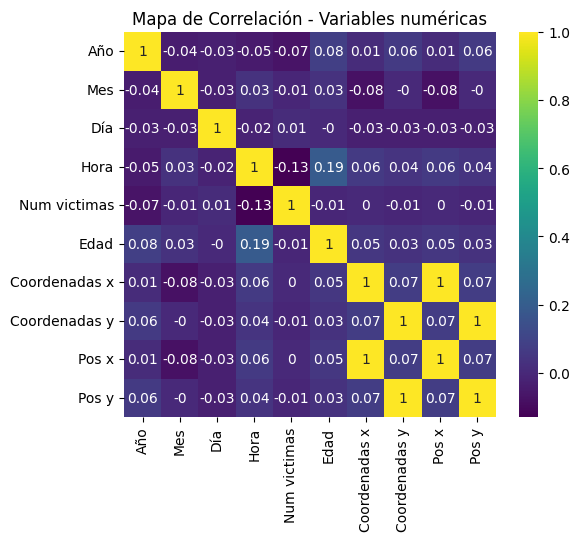 Mapa de Correlación - Variables numéricas
Año 1 -0.04 -0.03 -0.05 -0.07 0.08 0.01 0.06 0.01 0.06
Mes -0.04 1 -0.03 0.03 -0.01 0.03 -0.08 -0 -0.08 -0
Día -0.03 -0.03 1 -0.02 0.01 -0 -0.03 -0.03 -0.03 -0.03
Hora -0.05 0.03 -0.02 1 -0.13 0.19 0.06 0.04 0.06 0.04
Num victimas -0.07 -0.01 0.01 -0.13 1 -0.01 0 -0.01 0 -0.01
Edad 0.08 0.03 -0 0.19 -0.01 1 0.05 0.03 0.05 0.03
Coordenadas x 0.01 -0.08 -0.03 0.06 0 0.05 1 0.07 1 0.07
Coordenadas y 0.06 -0 -0.03 0.04 -0.01 0.03 0.07 1 0.07 1
Pos x 0.01 -0.08 -0.03 0.06 0 0.05 1 0.07 1 0.07
Pos y 0.06 -0 -0.03 0.04 -0.01 0.03 0.07 1 0.07 1
Año
Mes
Día
Hora
Num victimas
Edad
Coordenadas x
Coordenadas y
Pos x
Pos y
1.0
0.8
0.6
0.4
0.2
0.0